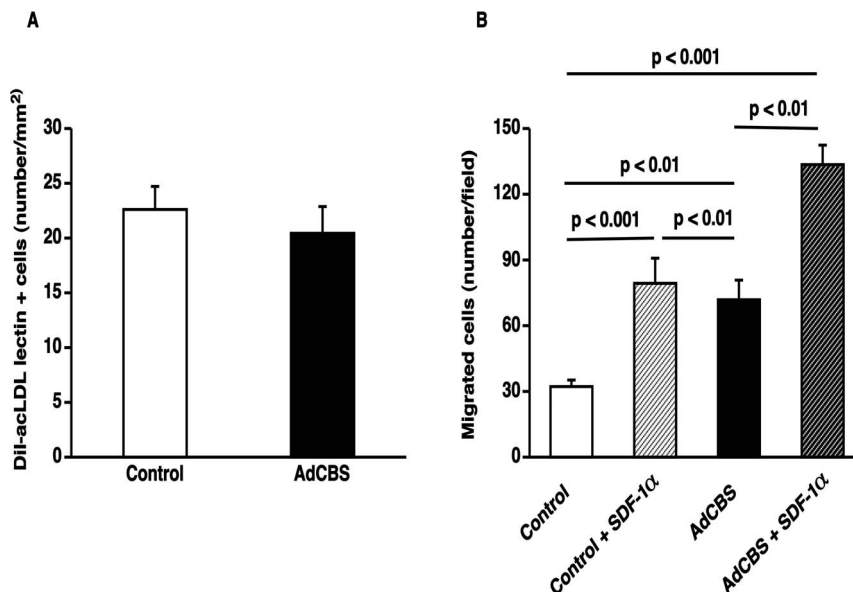 A
Dil-acLDL lectin + cells (number/mm²)
30
25
20
15
10
5
0
Control
AdCBS
B
Migrated cells (number/field)
150
120
90
60
30
0
p < 0.001
p < 0.01
p < 0.01
p < 0.001
p < 0.01
Control
Control + SDF-1α
AdCBS
AdCBS + SDF-1α